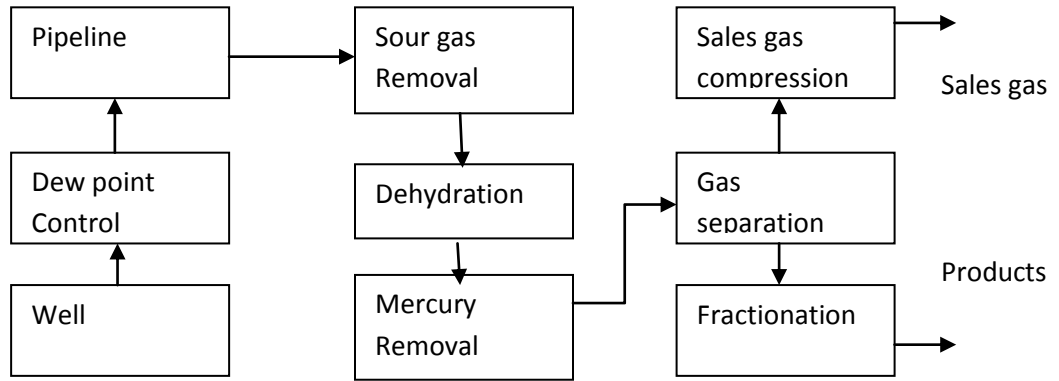 Pipeline
Sour gas
Removal
Sales gas
compression
Sales gas
Dew point
Control
Dehydration
Gas
separation
Products
Well
Mercury
Removal
Fractionation